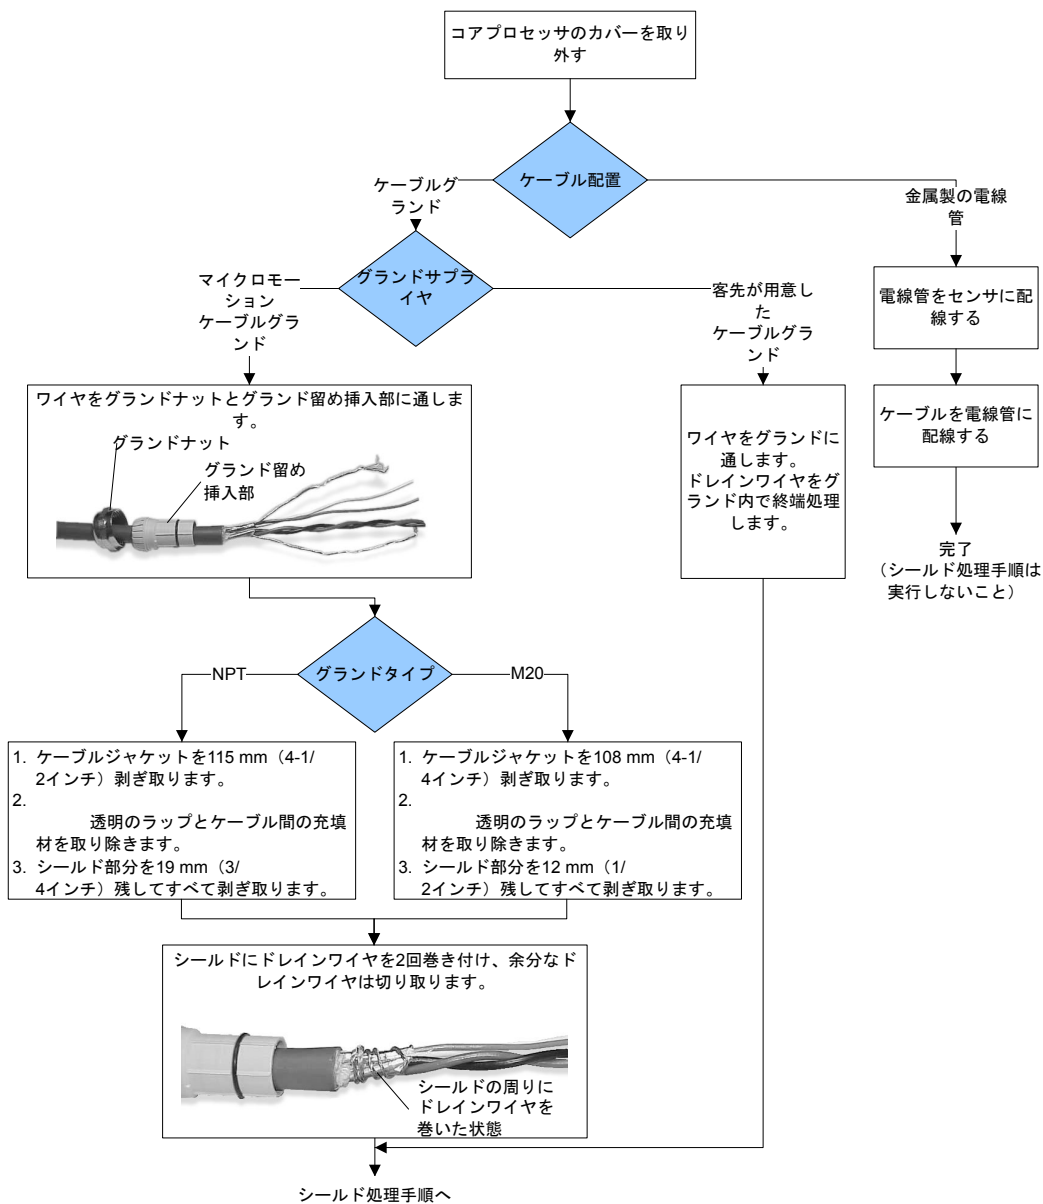 コアプロセッサのカバーを取り
外す
ケーブル配置
ケーブルグ
ランド
金属製の電線
管
グランドサプラ
イヤ
マイクロモー
ション
ケーブルグラ
ンド
客先が用意し
た
ケーブルグラ
ンド
電線管をセンサに配
線する
ケーブルを電線管に
配線する
完了
（シールド処理手順は
実行しないこと）
ワイヤをグランドナットとグランド留め挿入部に通しま
す。
グランドナット
グランド留め
挿入部
ワイヤをグランドに
通します。
ドレインワイヤをグ
ランド内で終端処理
します。
グランドタイプ
NPT
M20
1. ケーブルジャケットを115 mm（4-1/
2インチ）剥ぎ取ります。
2.
透明のラップとケーブル間の充填
材を取り除きます。
3. シールド部分を19 mm（3/
4インチ）残してすべて剥ぎ取ります。
1. ケーブルジャケットを108 mm（4-1/
4インチ）剥ぎ取ります。
2.
透明のラップとケーブル間の充填
材を取り除きます。
3. シールド部分を12 mm（1/
2インチ）残してすべて剥ぎ取ります。
シールドにドレインワイヤを2回巻き付け、余分なド
レインワイヤは切り取ります。
シールドの周りに
ドレインワイヤを
巻いた状態
シールド処理手順へ